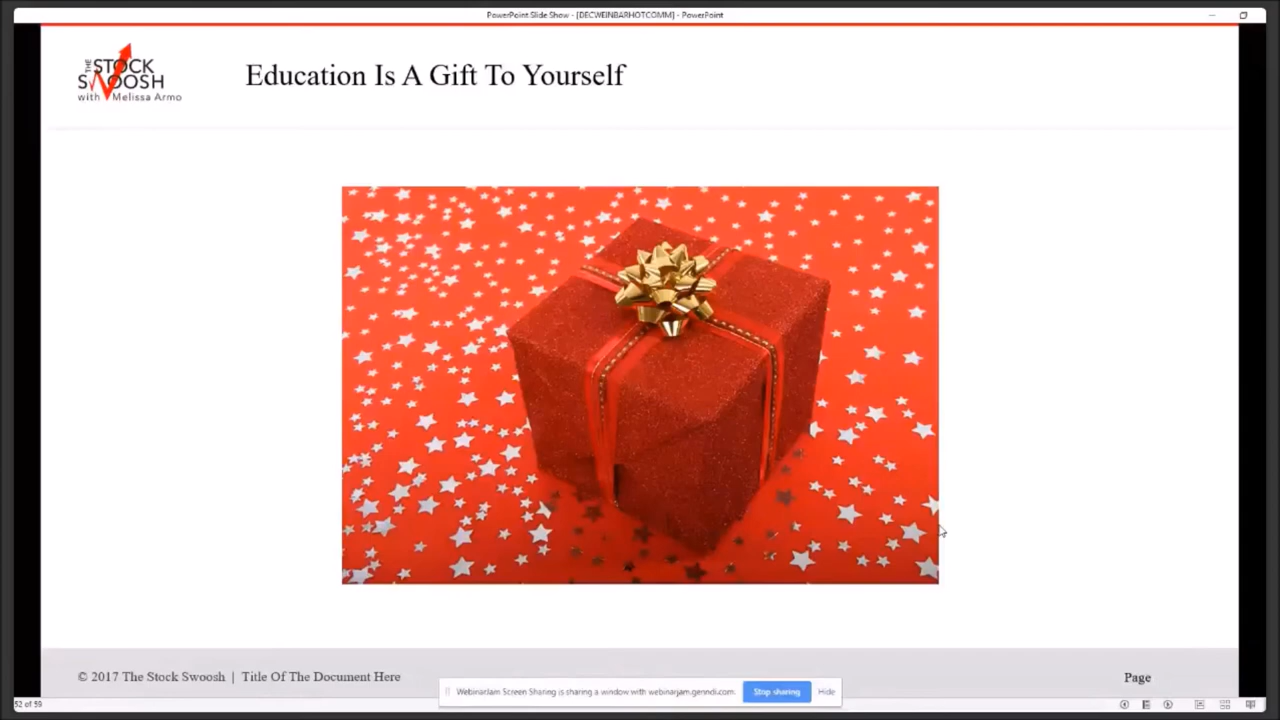 PowerPoint Slide Show - [DECWEINBARHOTCOMM] - PowerPoint
THE STOCK
SWOOSH
with Melissa Armo
Education Is A Gift To Yourself
© 2017 The Stock Swoosh | Title Of The Document Here
Page
WebinarJam Screen Sharing is sharing a window with webinarjam.genndi.com.
Stop sharing
Hide
52 of 59